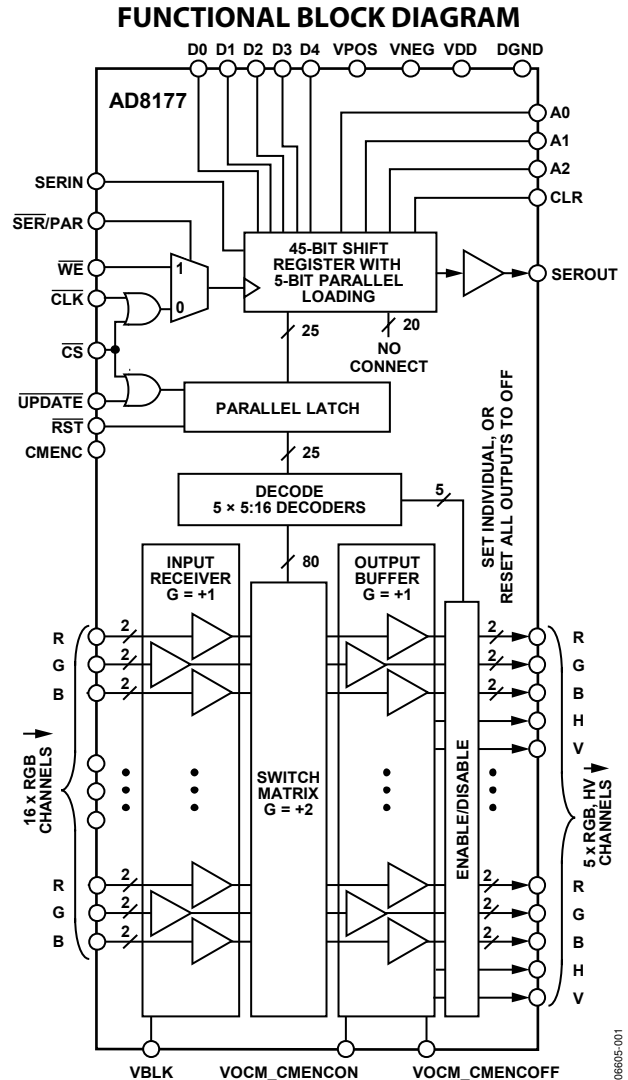 FUNCTIONAL BLOCK DIAGRAM
D0 D1 D2 D3 D4 VPOS VNEG VDD DGND
AD8177
A0
A1
A2
CLR
SERIN
SER/PAR
WE
CLK
CS
UPDATE
RST
CMENC
1
0
45-BIT SHIFT
REGISTER WITH
5-BIT PARALLEL
LOADING
SEROUT
25
20
NO
CONNECT
PARALLEL LATCH
25
DECODE
5 × 5:16 DECODERS
5
80
SET INDIVIDUAL, OR
RESET ALL OUTPUTS TO OFF
INPUT
RECEIVER
G = +1
OUTPUT
BUFFER
G = +1
SWITCH
MATRIX
G = +2
ENABLE/DISABLE
16 x RGB
CHANNELS
R 2
G 2
B 2
R 2
G 2
B 2
2 R
2 G
2 B
H
V
2 R
2 G
2 B
H
V
5 x RGB, HV
CHANNELS
VBLK VOCM_CMENCON VOCM_CMENCOFF
06605-001